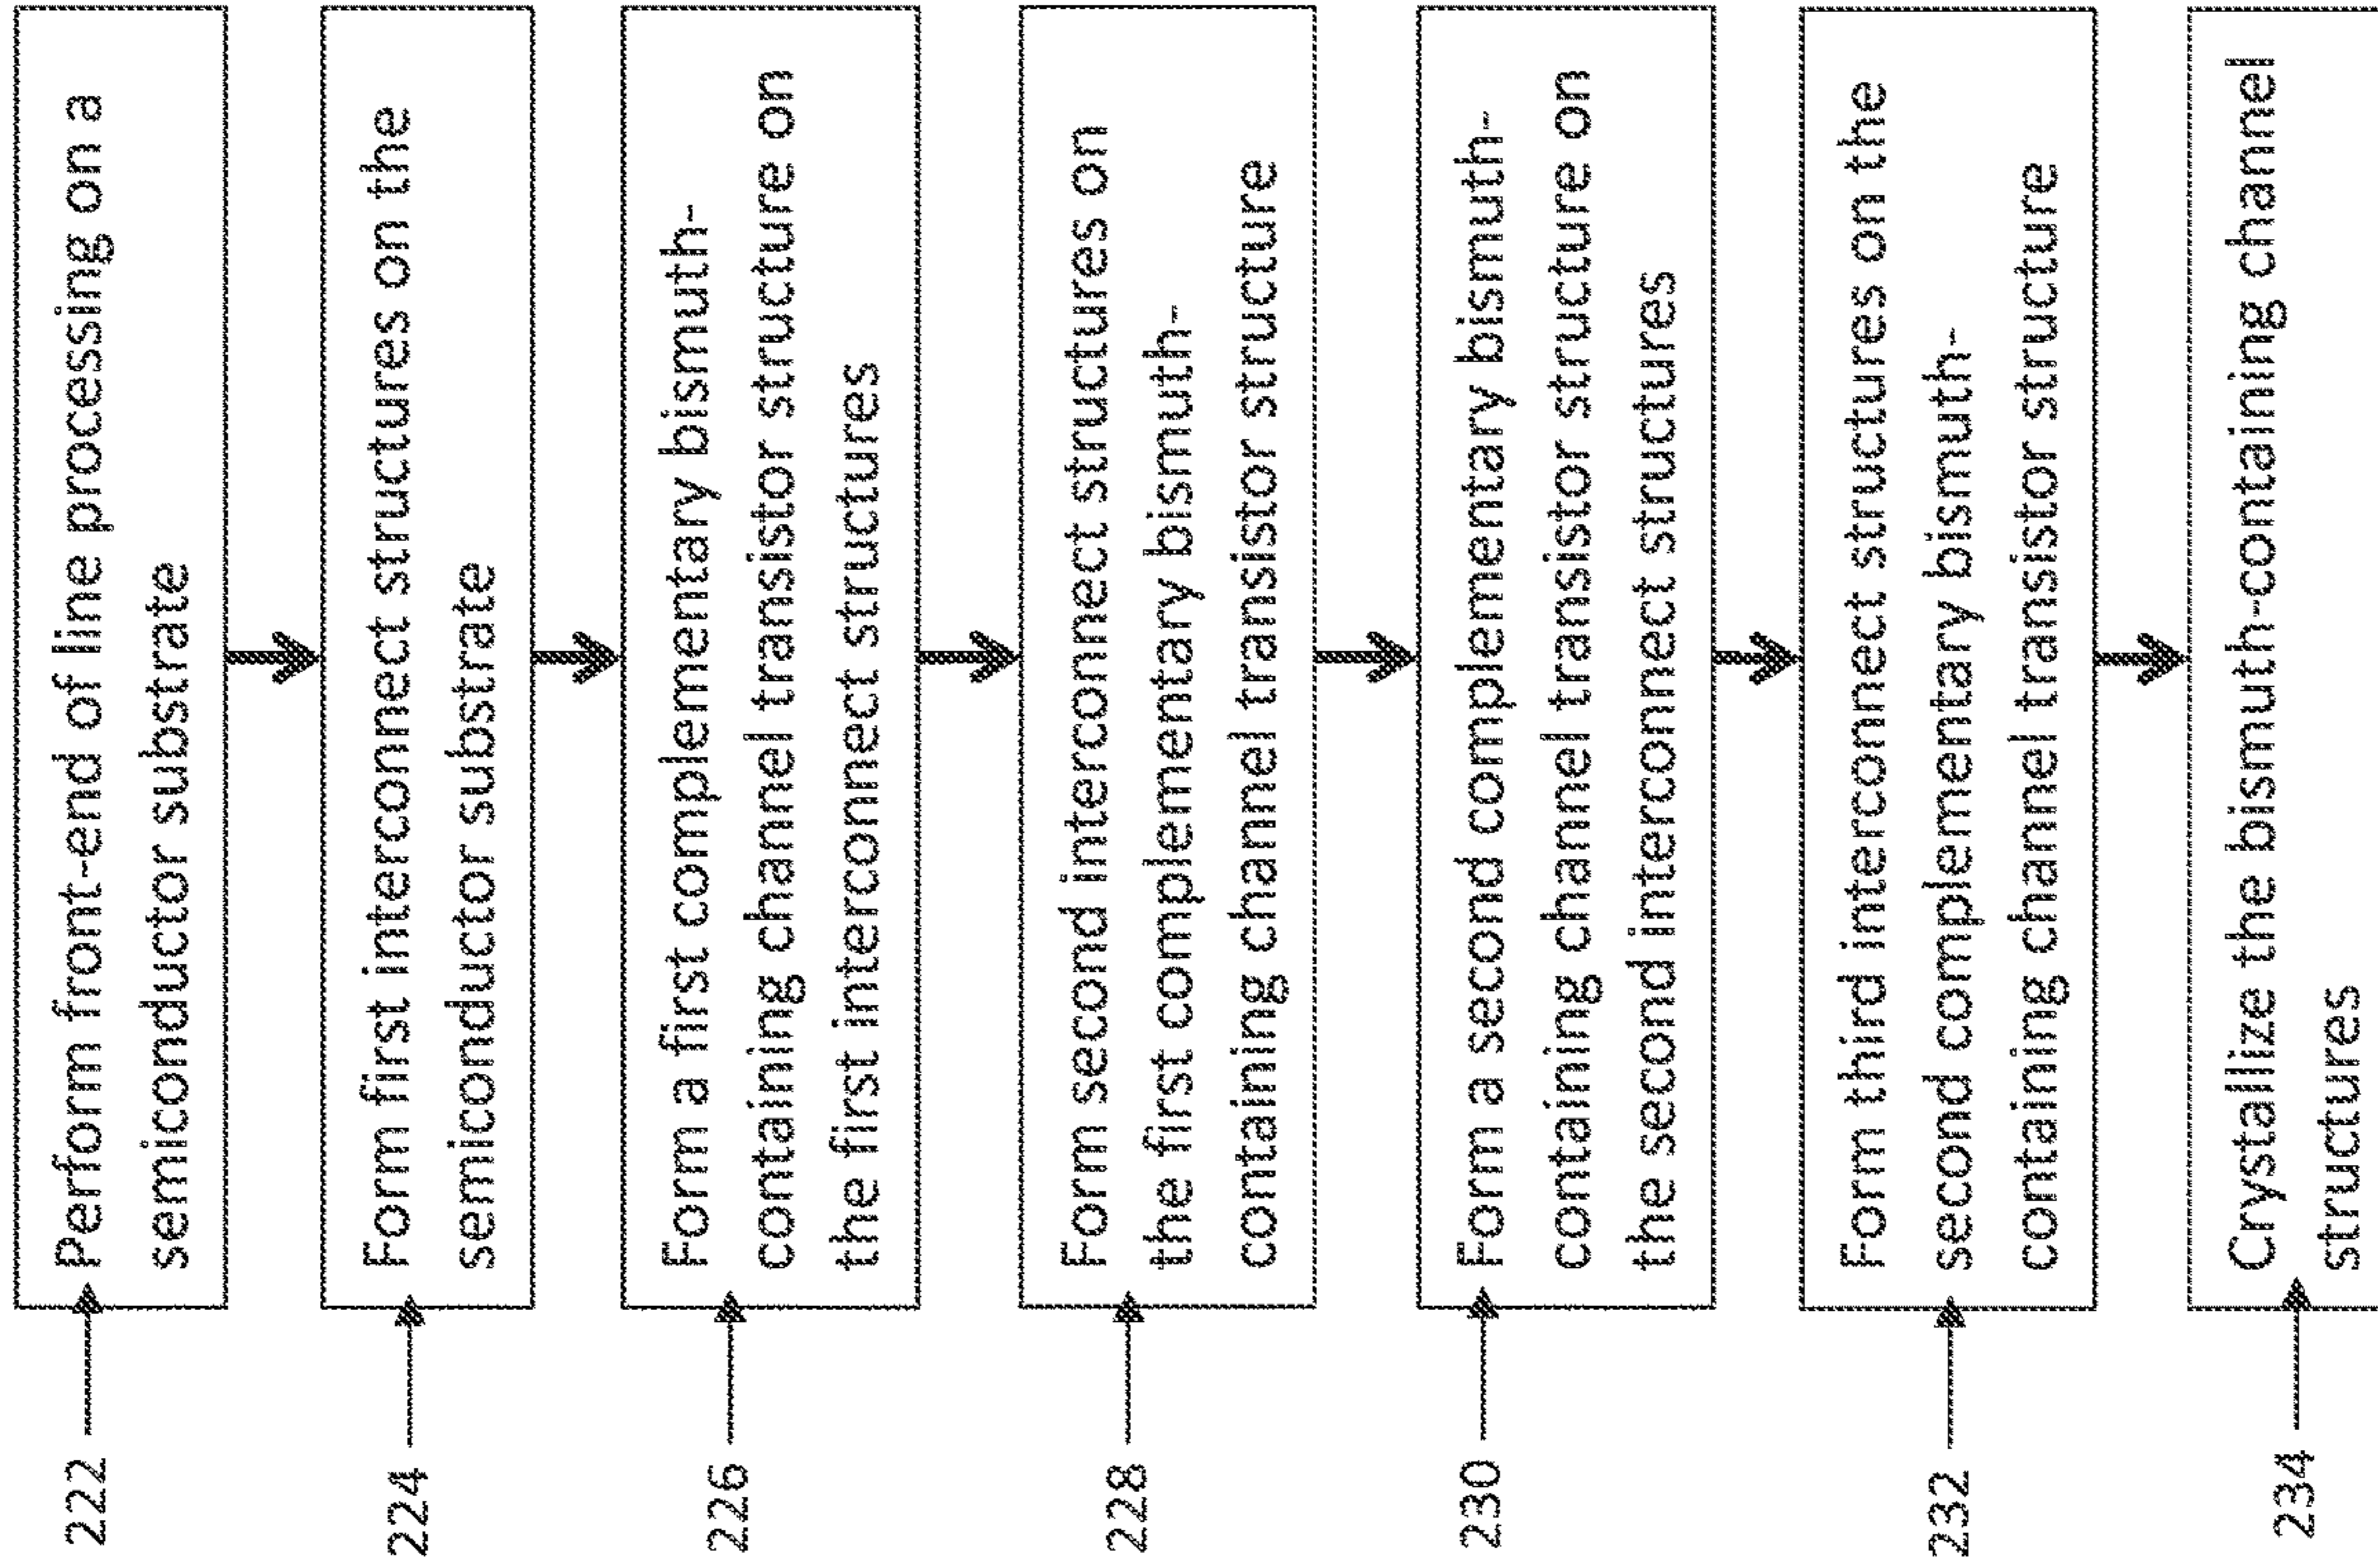 222
Perform front-end of line processing on a
semiconductor substrate
224
Form first interconnect structures on the
semiconductor substrate
226
Form a first complementary bismuth-
containing channel transistor structure on
the first interconnect structures
228
Form second interconnect structures on
the first complementary bismuth-
containing channel transistor structure
230
Form a second complementary bismuth-
containing channel transistor structure on
the second interconnect structures
232
Form third interconnect structures on the
second complementary bismuth-
containing channel transistor structure
234
Crystallize the bismuth-containing channel
structures